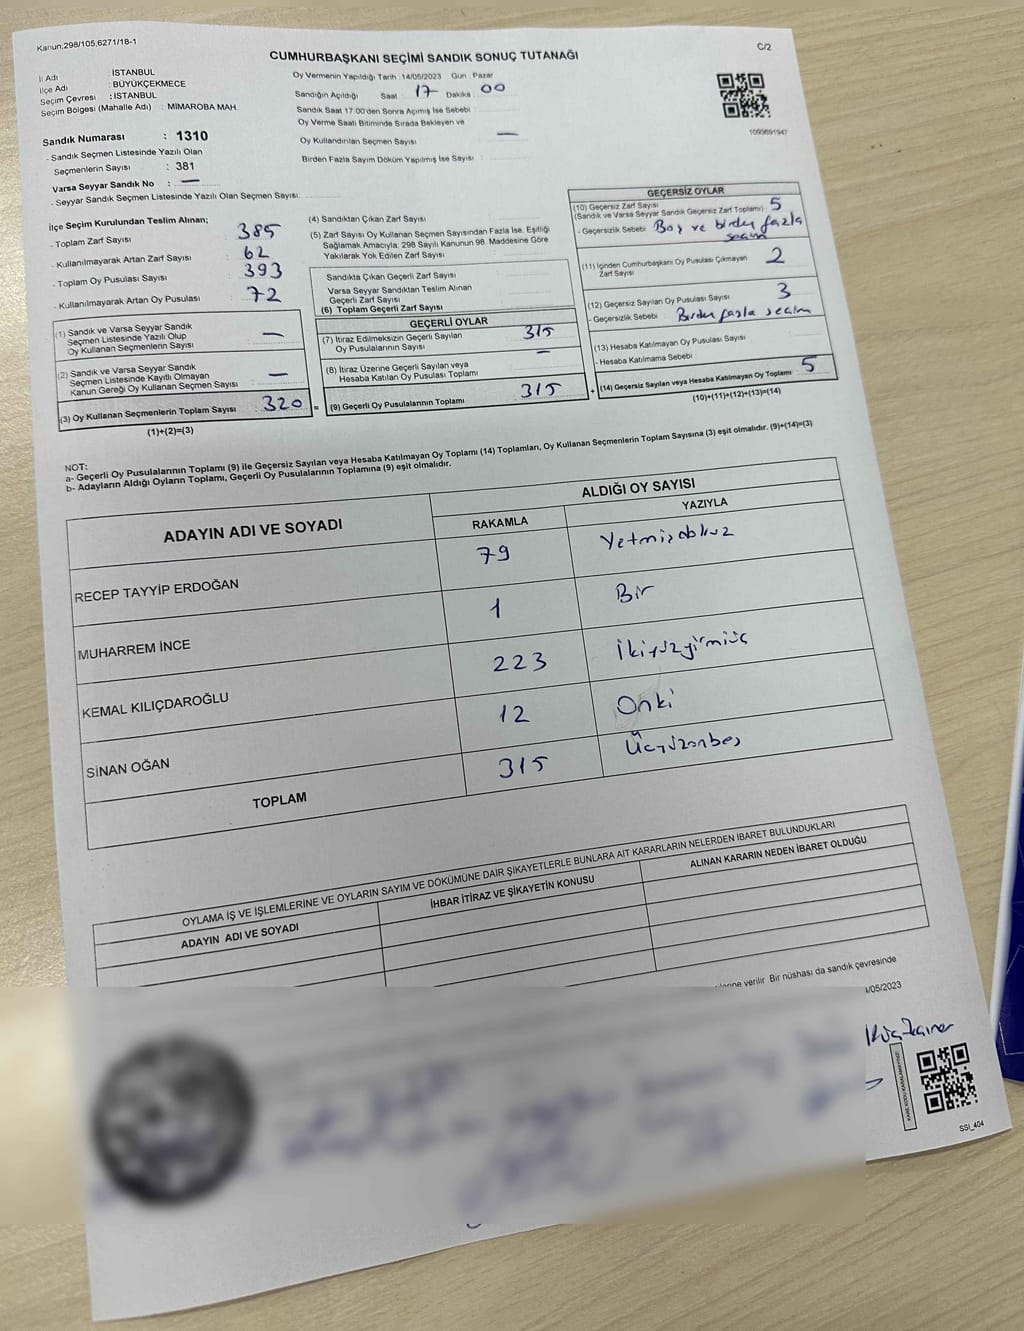 Kanun,298/105,6271/18-1
C/2
CUMHURBAŞKANI SEÇİMİ SANDIK SONUÇ TUTANAĞI
İl Adı : İSTANBUL
İlçe Adı : BÜYÜKÇEKMECE
Seçim Çevresi : İSTANBUL
Seçim Bölgesi (Mahalle Adı) : MİMAROBA MAH.
Oy Vermenin Yapıldığı Tarih :14/05/2023 Gün : Pazar
Sandığın Açıldığı Saat : 17 Dakika : 00
Sandık Saat 17:00'den Sonra Açımış İse Sebebi :
Oy Verme Saati Bitiminde Sırada Bekleyen ve
Oy Kullandırılan Seçmen Sayısı : —
Birden Fazla Sayım Döküm Yapılmış İse Sayısı :
1090691947
Sandık Numarası : 1310
- Sandık Seçmen Listesinde Yazılı Olan
Seçmenlerin Sayısı : 381
Varsa Seyyar Sandık No : —
- Seyyar Sandık Seçmen Listesinde Yazılı Olan Seçmen Sayısı:
İlçe Seçim Kurulundan Teslim Alınan;
- Toplam Zarf Sayısı : 385
- Kullanılmayarak Artan Zarf Sayısı : 62
- Toplam Oy Pusulası Sayısı : 393
- Kullanılmayarak Artan Oy Pusulası : 72
(1) Sandık ve Varsa Seyyar Sandık
Seçmen Listesinde Yazılı Olup
Oy Kullanan Seçmenlerin Sayısı : —
(2) Sandık ve Varsa Seyyar Sandık
Seçmen Listesinde Kayıtlı Olmayan
Kanun Gereği Oy Kullanan Seçmen Sayısı : —
(3) Oy Kullanan Seçmenlerin Toplam Sayısı : 320 =
(1)+(2)=(3)
(4) Sandıktan Çıkan Zarf Sayısı :
(5) Zarf Sayısı Oy Kullanan Seçmen Sayısından Fazla İse, Eşitliği
Sağlamak Amacıyla, 298 Sayılı Kanunun 98. Maddesine Göre
Yakılarak Yok Edilen Zarf Sayısı :
Sandıkta Çıkan Geçerli Zarf Sayısı :
Varsa Seyyar Sandıktan Teslim Alınan
Geçerli Zarf Sayısı :
(6) Toplam Geçerli Zarf Sayısı :
GEÇERLİ OYLAR
(7) İtiraz Edilmeksizin Geçerli Sayılan
Oy Pusulalarının Sayısı : 315
(8) İtiraz Üzerine Geçerli Sayılan veya
Hesaba Katılan Oy Pusulası Toplamı : —
(9) Geçerli Oy Pusulalarının Toplamı : 315 +
GEÇERSİZ OYLAR
(10) Geçersiz Zarf Sayısı : 5
(Sandık ve Varsa Seyyar Sandık Geçersiz Zarf Toplamı)
- Geçersizlik Sebebi : Boş ve birden fazla
seçim
(11) İçinden Cumhurbaşkanı Oy Pusulası Çıkmayan
Zarf Sayısı : 2
(12) Geçersiz Sayılan Oy Pusulası Sayısı : 3
- Geçersizlik Sebebi : Birden fazla seçim
(13) Hesaba Katılmayan Oy Pusulası Sayısı :
- Hesaba Katılmama Sebebi :
(14) Geçersiz Sayılan veya Hesaba Katılmayan Oy Toplamı : 5
(10)+(11)+(12)+(13)=(14)
NOT:
a- Geçerli Oy Pusulalarının Toplamı (9) ile Geçersiz Sayılan veya Hesaba Katılmayan Oy Toplamı (14) Toplamları, Oy Kullanan Seçmenlerin Toplam Sayısına (3) eşit olmalıdır. (9)+(14)=(3)
b- Adayların Aldığı Oyların Toplamı, Geçerli Oy Pusulalarının Toplamına (9) eşit olmalıdır.
ADAYIN ADI VE SOYADI
ALDIĞI OY SAYISI
RAKAMLA YAZIYLA
RECEP TAYYİP ERDOĞAN 79 Yetmişdokuz
MUHARREM İNCE 1 Bir
KEMAL KILIÇDAROĞLU 223 İkiyüzyirmiüç
SİNAN OĞAN 12 Oniki
TOPLAM 315 Üçyüzonbeş
OYLAMA İŞ VE İŞLEMLERİNE VE OYLARIN SAYIM VE DÖKÜMÜNE DAİR ŞİKAYETLERLE BUNLARA AİT KARARLARIN NELERDEN İBARET BULUNDUKLARI
ADAYIN ADI VE SOYADI İHBAR İTİRAZ VE ŞİKAYETİN KONUSU ALINAN KARARIN NEDEN İBARET OLDUĞU
verilir. Bir nüshası da sandık çevresinde
/05/2023
SSI_404